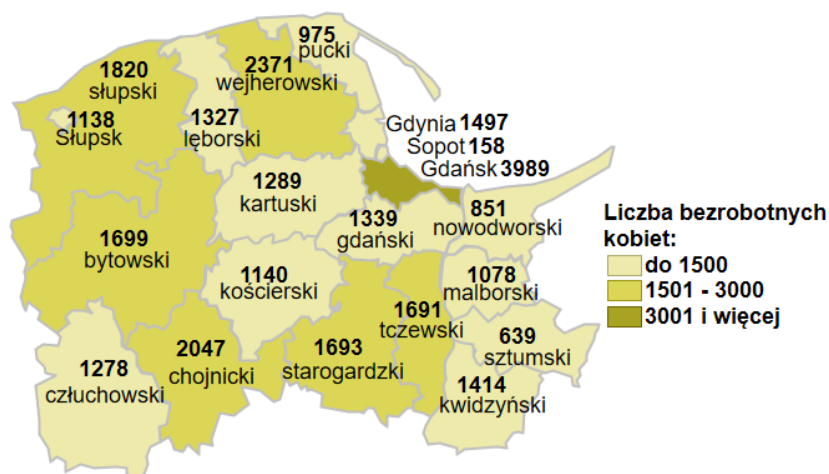 975
pucki
1820
słupski
2371
wejherowski
1138
Słupsk
1327
lęborski
Gdynia 1497
Sopot 158
Gdańsk 3989
1289
kartuski
1339
gdański
851
nowodworski
1699
bytowski
1140
kościerski
1078
malborski
1691
tczewski
639
sztumski
1278
człuchowski
2047
chojnicki
1693
starogardzki
1414
kwidzyński
Liczba bezrobotnych
kobiet:
do 1500
1501 - 3000
3001 i więcej